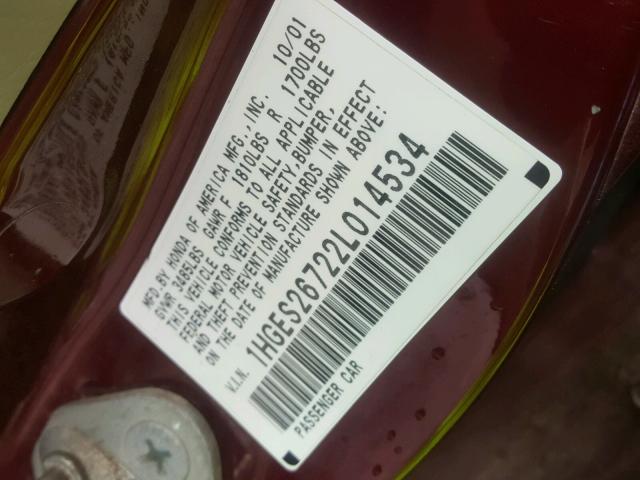 MFD.BY HONDA OF AMERICA MFG.,INC. 10/01
GVWR 3485LBS GAWR F 1810LBS R 1700LBS
THIS VEHICLE CONFORMS TO ALL APPLICABLE
FEDERAL MOTOR VEHICLE SAFETY,BUMPER,
AND THEFT PREVENTION STANDARDS IN EFFECT
ON THE DATE OF MANUFACTURE SHOWN ABOVE:
V.I.N. 1HGES26722L014534
PASSENGER CAR